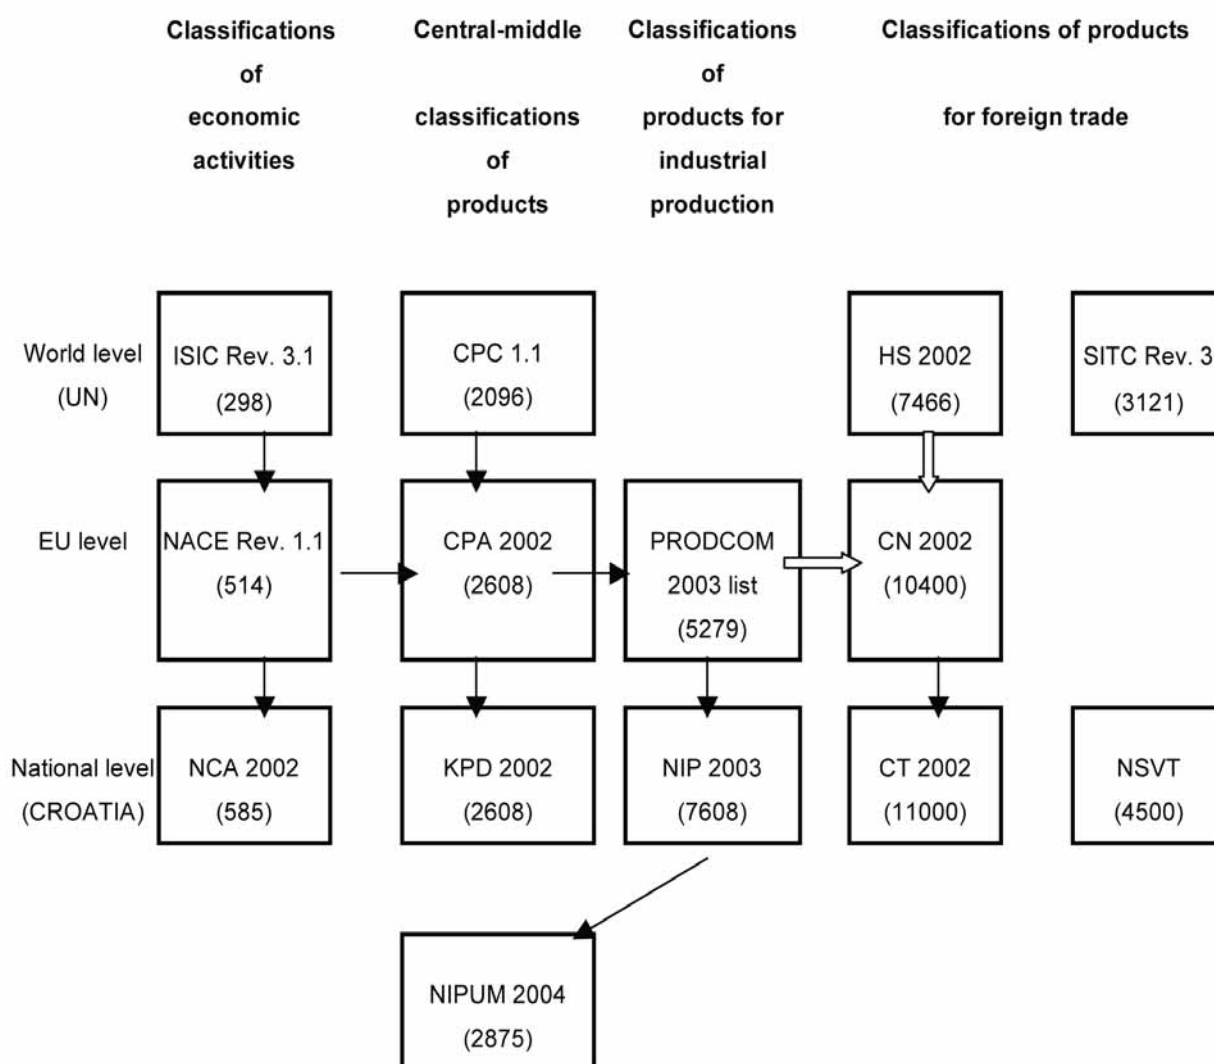 Classifications
of
economic
activities
Central-middle
classifications
of
products
Classifications
of
products for
industrial
production
Classifications of products
for foreign trade
World level
(UN)
ISIC Rev. 3.1
(298)
CPC 1.1
(2096)
HS 2002
(7466)
SITC Rev. 3
(3121)
EU level
NACE Rev. 1.1
(514)
CPA 2002
(2608)
PRODCOM
2003 list
(5279)
CN 2002
(10400)
National level
(CROATIA)
NCA 2002
(585)
KPD 2002
(2608)
NIP 2003
(7608)
CT 2002
(11000)
NSVT
(4500)
NIPUM 2004
(2875)